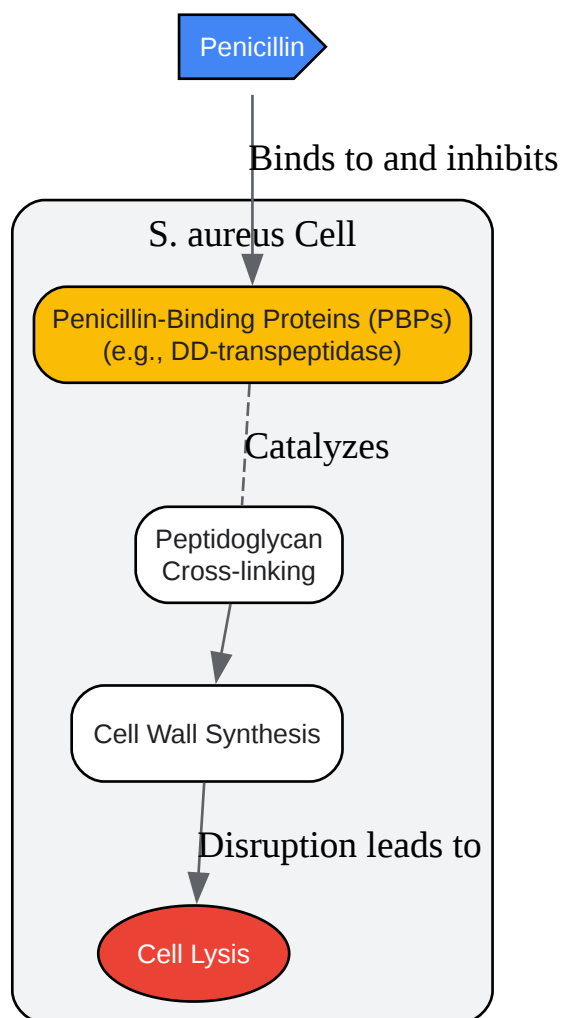 Penicillin
Binds to and inhibits
S. aureus Cell
Penicillin-Binding Proteins (PBPs)
(e.g., DD-transpeptidase)
Catalyzes
Peptidoglycan
Cross-linking
Cell Wall Synthesis
Disruption leads to
Cell Lysis